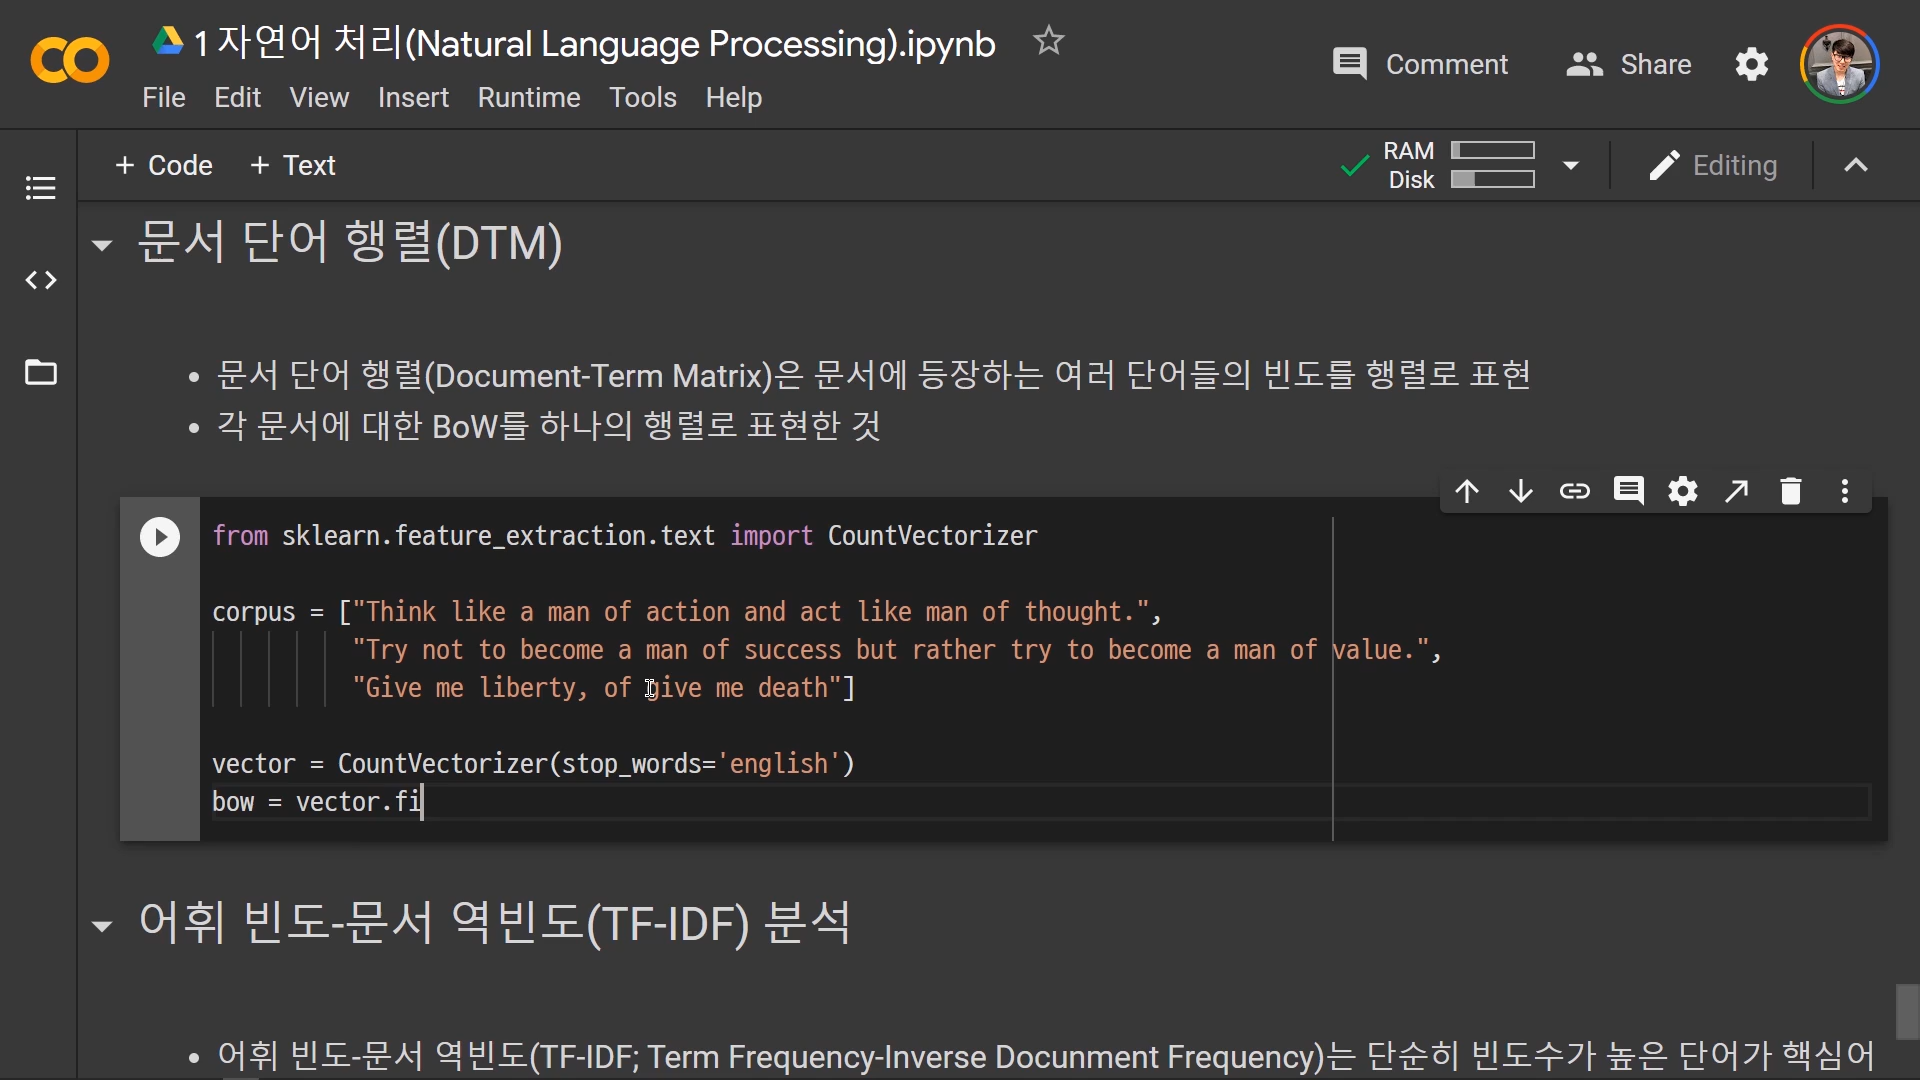 1 자연어 처리(Natural Language Processing).ipynb
Comment
Share
File Edit View Insert Runtime Tools Help
+ Code + Text
RAM
Disk
Editing
문서 단어 행렬(DTM)
• 문서 단어 행렬(Document-Term Matrix)은 문서에 등장하는 여러 단어들의 빈도를 행렬로 표현
• 각 문서에 대한 BoW를 하나의 행렬로 표현한 것
from sklearn.feature_extraction.text import CountVectorizer
corpus = ["Think like a man of action and act like man of thought.",
"Try not to become a man of success but rather try to become a man of value.",
"Give me liberty, of give me death"]
vector = CountVectorizer(stop_words='english')
bow = vector.fi
어휘 빈도-문서 역빈도(TF-IDF) 분석
• 어휘 빈도-문서 역빈도(TF-IDF; Term Frequency-Inverse Docunment Frequency)는 단순히 빈도수가 높은 단어가 핵심어